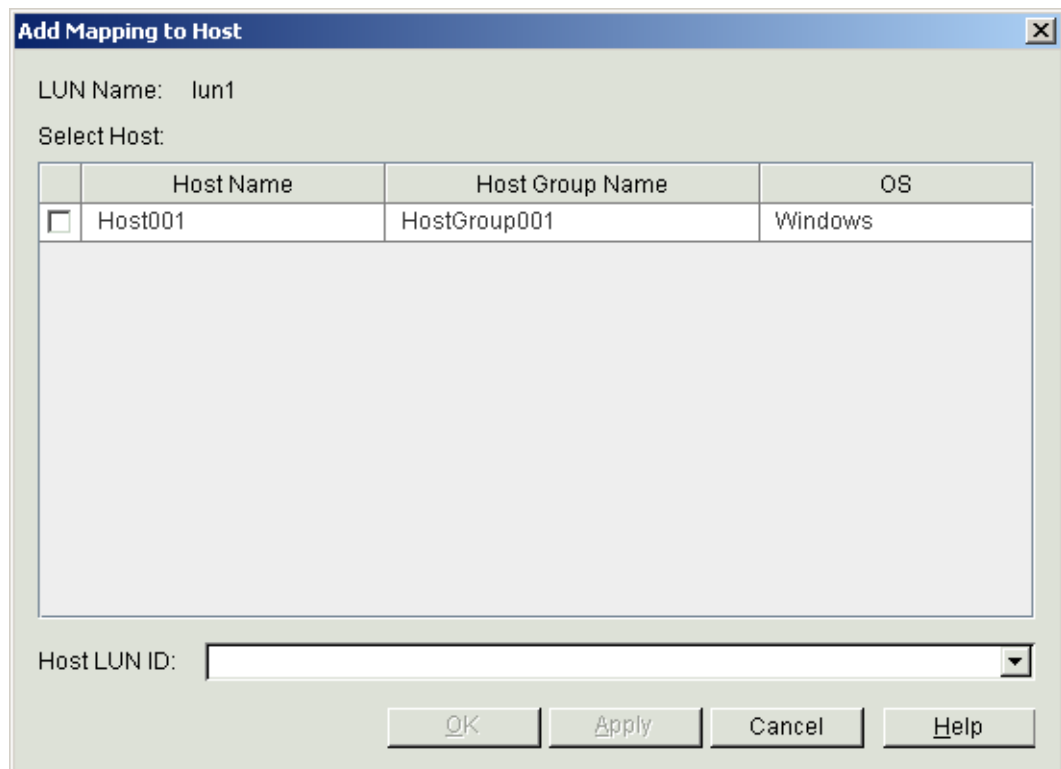 Add Mapping to Host
LUN Name: lun1
Select Host:
Host Name Host Group Name OS
Host001 HostGroup001 Windows
Host LUN ID:
OK Apply Cancel Help